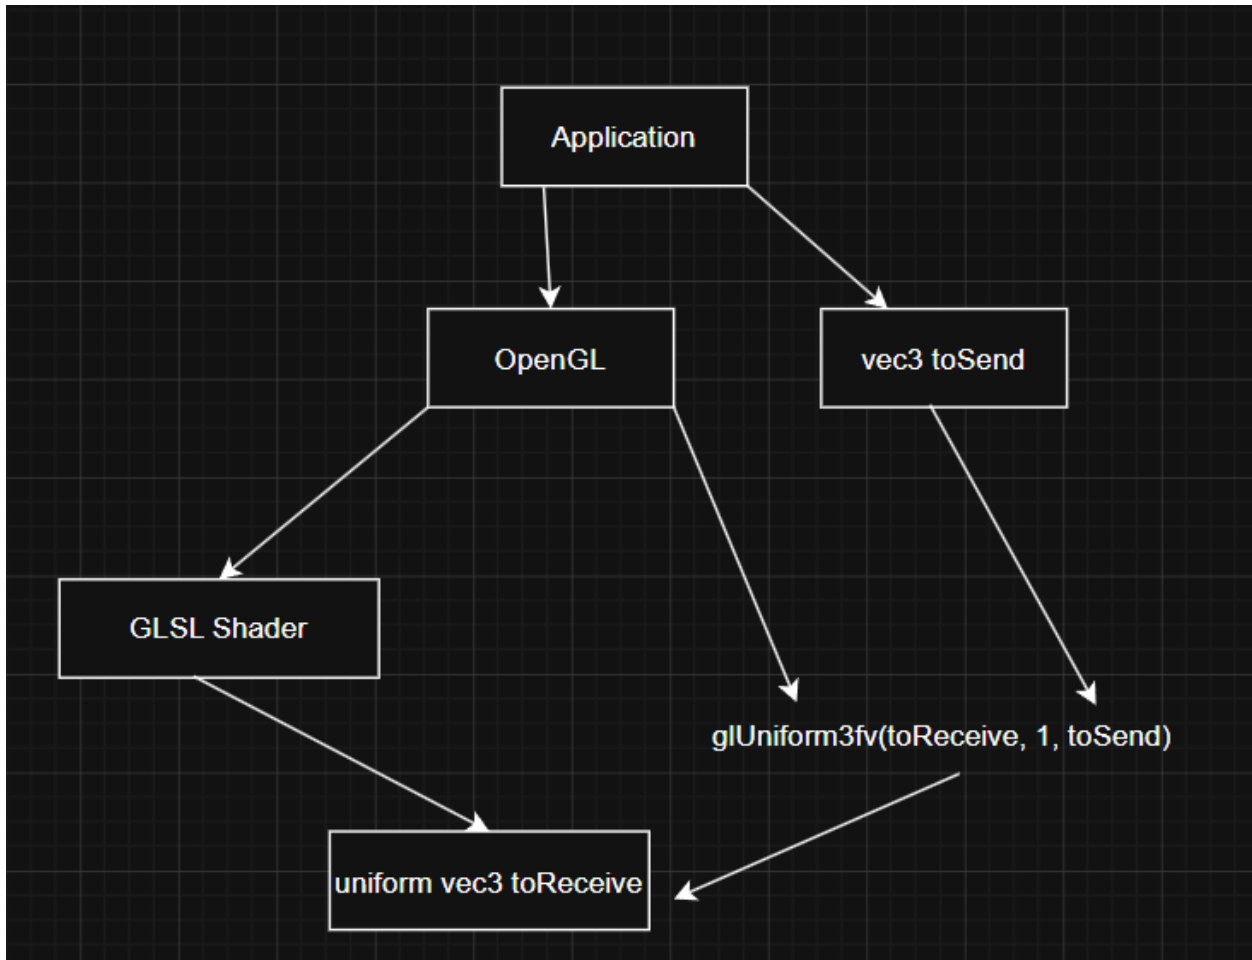 Application
OpenGL
vec3 toSend
GLSL Shader
glUniform3fv(toReceive, 1, toSend)
uniform vec3 toReceive